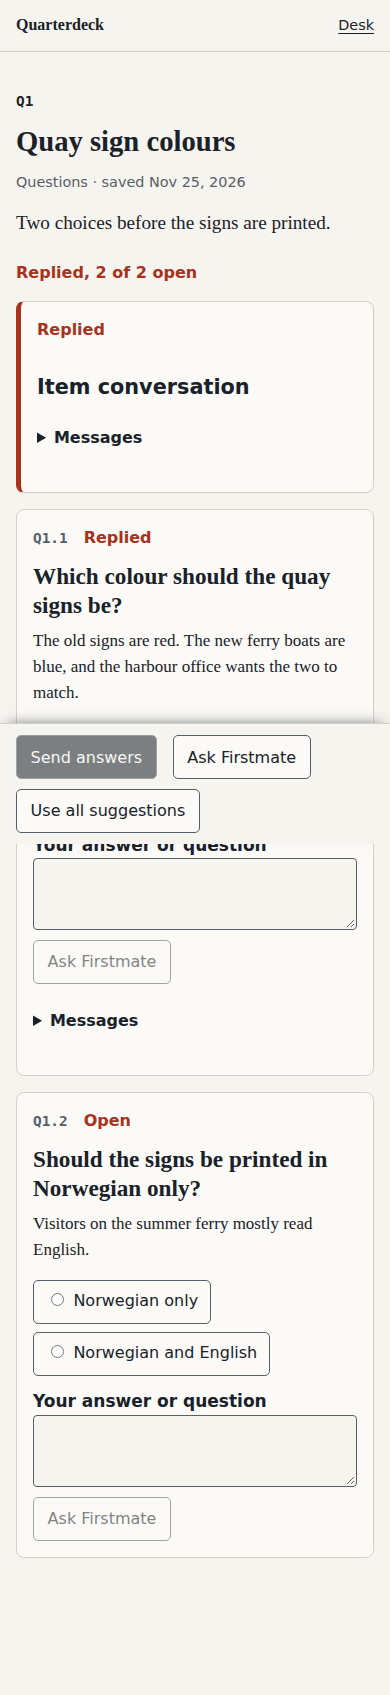 Quarterdeck
Desk
Q1
Quay sign colours
Questions · saved Nov 25, 2026
Two choices before the signs are printed.
Replied, 2 of 2 open
Replied
Item conversation
Messages
Q1.1 Replied
Which colour should the quay
signs be?
The old signs are red. The new ferry boats are
blue, and the harbour office wants the two to
match.
Send answers
Ask Firstmate
Use all suggestions
Your answer or question
Ask Firstmate
Messages
Q1.2 Open
Should the signs be printed in
Norwegian only?
Visitors on the summer ferry mostly read
English.
Norwegian only
Norwegian and English
Your answer or question
Ask Firstmate